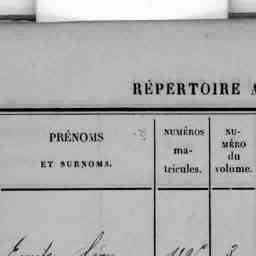 RÉPERTOIRE A
PRÉNOMS
ET SURNOMS.
NUMÉROS
ma-
tricules.
NU-
MÉRO
du
volume.